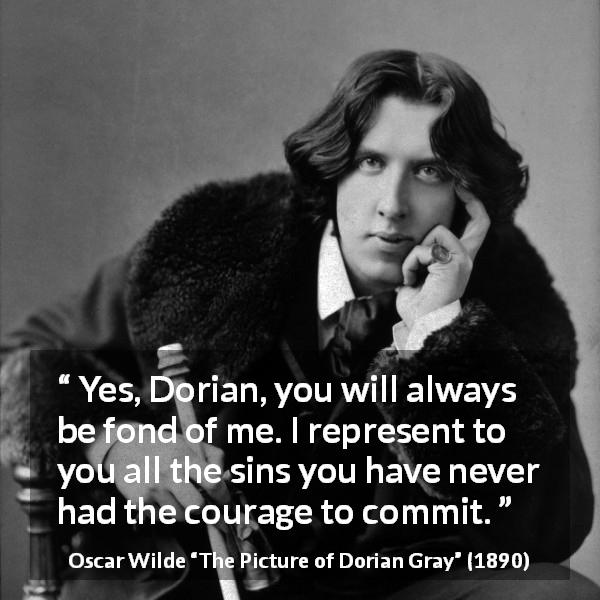 “ Yes, Dorian, you will always
be fond of me. I represent to
you all the sins you have never
had the courage to commit. ”
Oscar Wilde “The Picture of Dorian Gray” (1890)